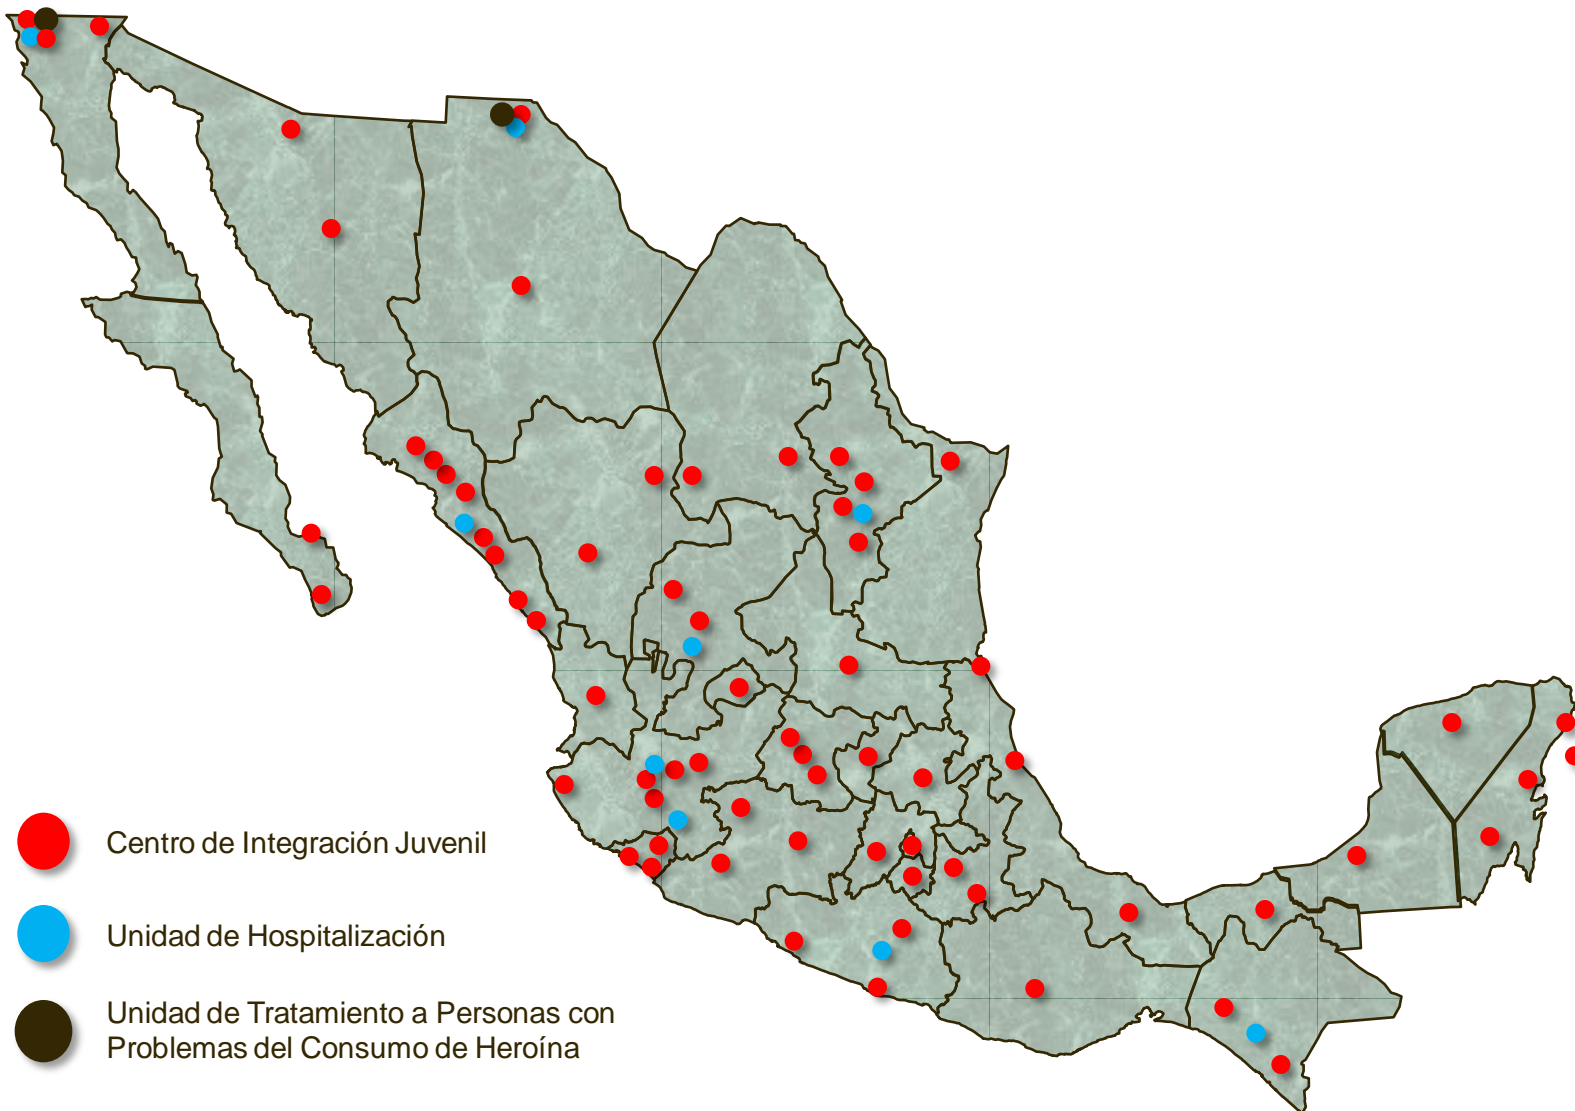 Centro de Integración Juvenil
Unidad de Hospitalización
Unidad de Tratamiento a Personas con
Problemas del Consumo de Heroína